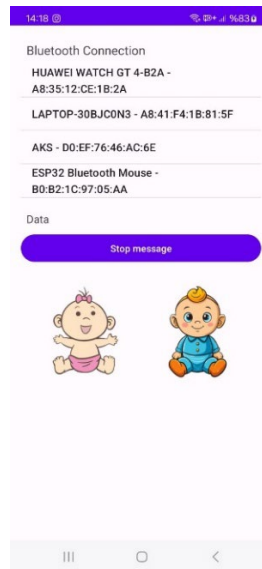 14:18 %83
Bluetooth Connection
HUAWEI WATCH GT 4-B2A -
A8:35:12:CE:1B:2A
LAPTOP-30BJC0N3 - A8:41:F4:1B:81:5F
AKS - D0:EF:76:46:AC:6E
ESP32 Bluetooth Mouse -
B0:B2:1C:97:05:AA
Data
Stop message